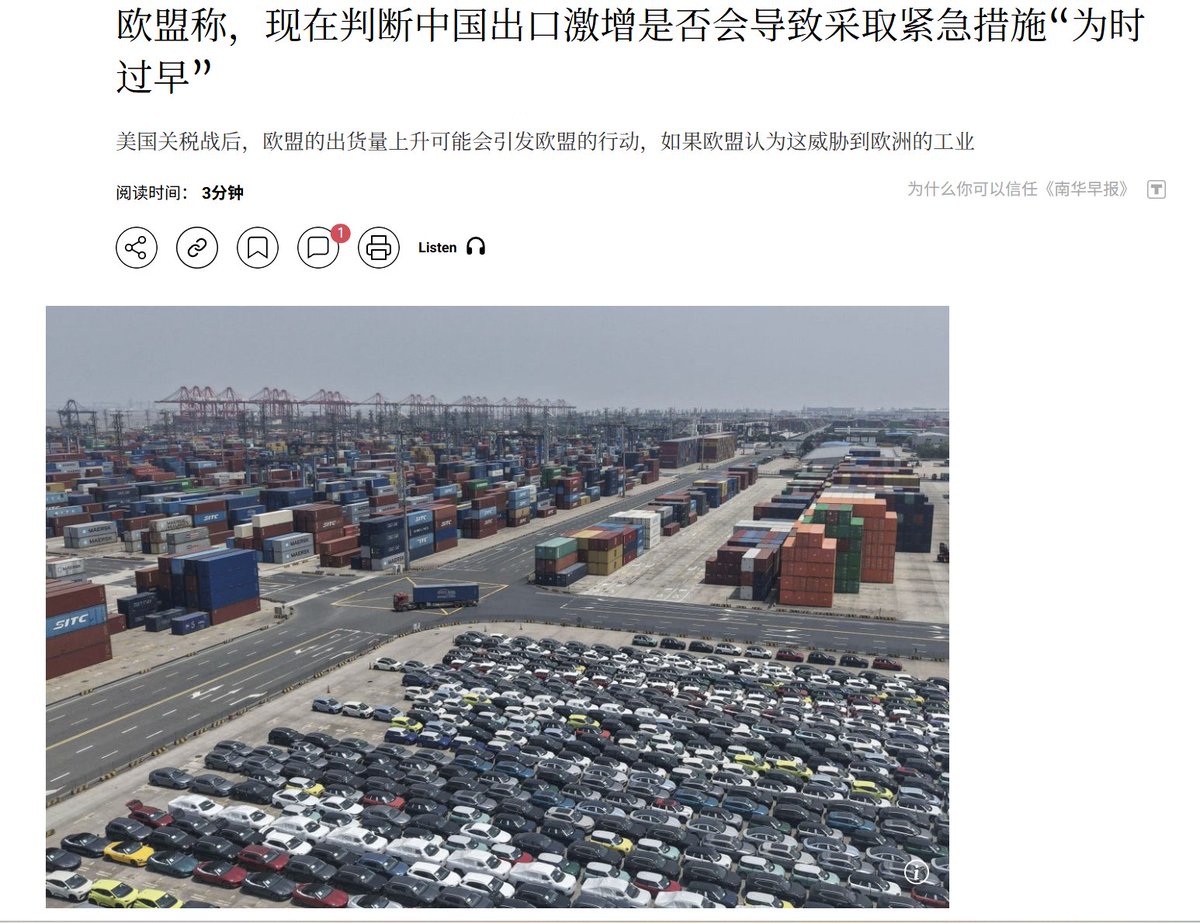 欧盟称，现在判断中国出口激增是否会导致采取紧急措施“为时
过早”
美国关税战后，欧盟的出货量上升可能会引发欧盟的行动，如果欧盟认为这威胁到欧洲的工业
阅读时间： 3分钟
为什么你可以信任《南华早报》
1
Listen
SITC
MAERSK
MAERSK
SITC
SITC
MAERSK
SITC